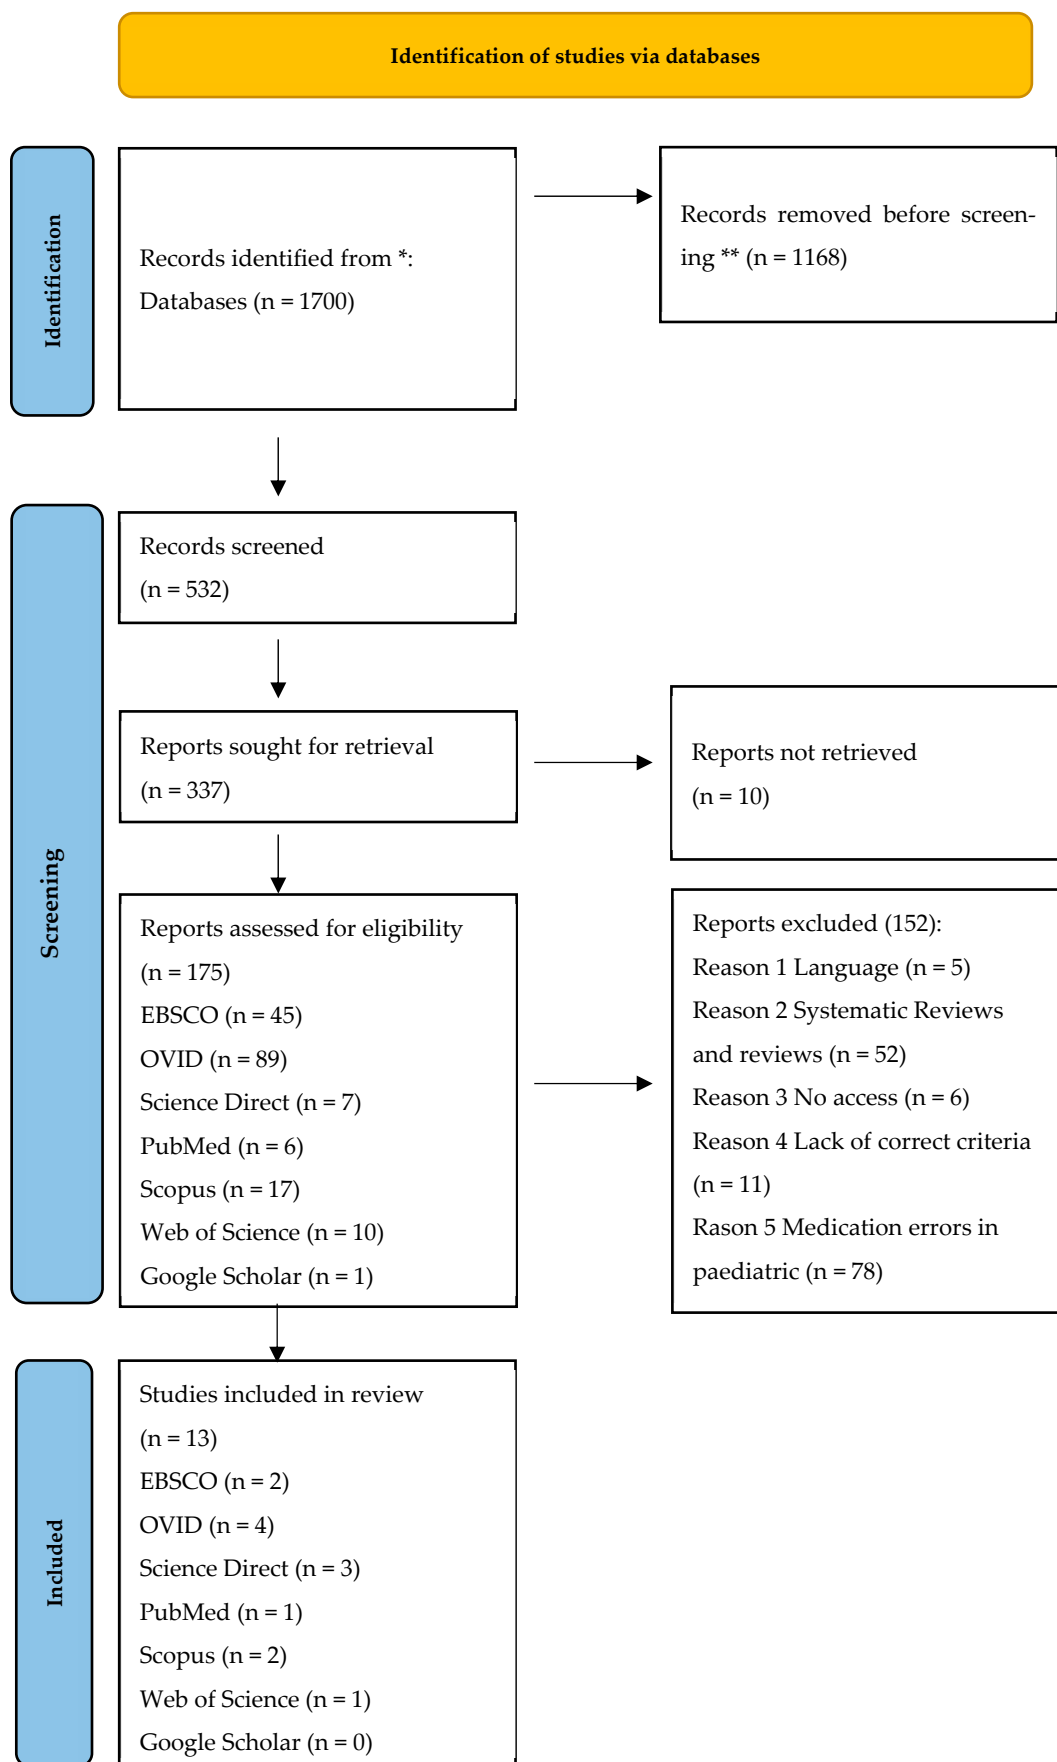 Identification of studies via databases
Identification
Records identified from *:
Databases (n = 1700)
Records removed before screen-
ing ** (n = 1168)
Screening
Records screened
(n = 532)
Reports sought for retrieval
(n = 337)
Reports not retrieved
(n = 10)
Reports assessed for eligibility
(n = 175)
EBSCO (n = 45)
OVID (n = 89)
Science Direct (n = 7)
PubMed (n = 6)
Scopus (n = 17)
Web of Science (n = 10)
Google Scholar (n = 1)
Reports excluded (152):
Reason 1 Language (n = 5)
Reason 2 Systematic Reviews
and reviews (n = 52)
Reason 3 No access (n = 6)
Reason 4 Lack of correct criteria
(n = 11)
Rason 5 Medication errors in
paediatric (n = 78)
Included
Studies included in review
(n = 13)
EBSCO (n = 2)
OVID (n = 4)
Science Direct (n = 3)
PubMed (n = 1)
Scopus (n = 2)
Web of Science (n = 1)
Google Scholar (n = 0)